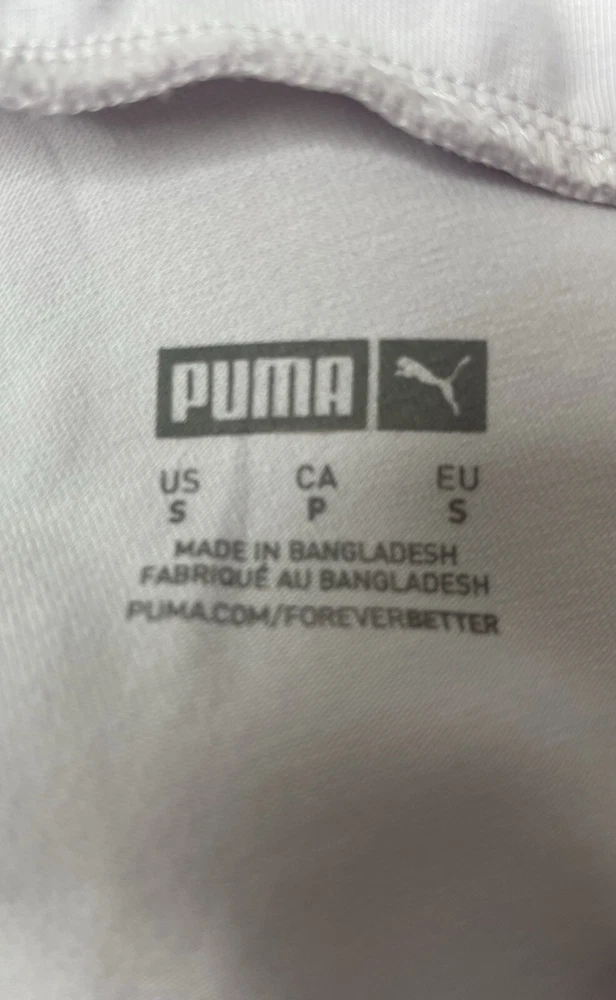 PUMA
US CA EU
S P S
MADE IN BANGLADESH
FABRIQUÉ AU BANGLADESH
PUMA.COM/FOREVERBETTER